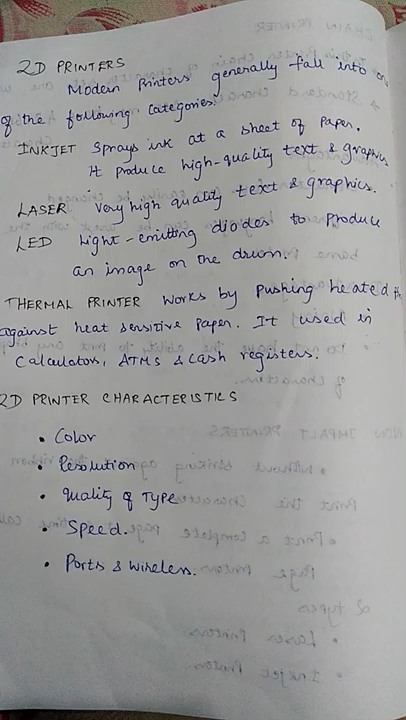 2D PRINTERS
Modern Printers generally fall into one
of the following categories.
INKJET Sprays ink at a sheet of Paper.
It produce high-quality text & graphics
LASER Very high quality text & graphics.
LED Light-emitting diodes to produce
an image on the drum.
THERMAL PRINTER Works by pushing heated
against heat sensitive Paper. It used in
Calculators, ATMs & Cash registers.
2D PRINTER CHARACTERISTICS
• Color
• Resolution
• Quality of Type
• Speed.
• Ports & Wireless.